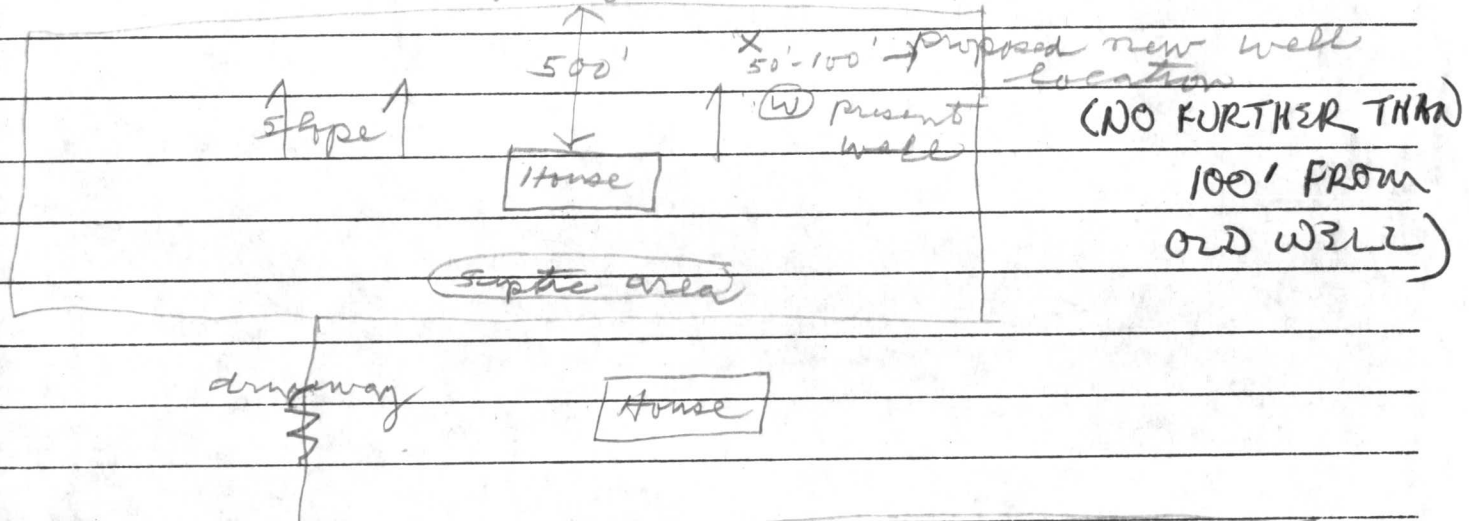 500'
X
50'-100' → proposed new well
location
Slope
W present
well
(NO FURTHER THAN
100' FROM
OLD WELL)
House
septic area
driveway
House